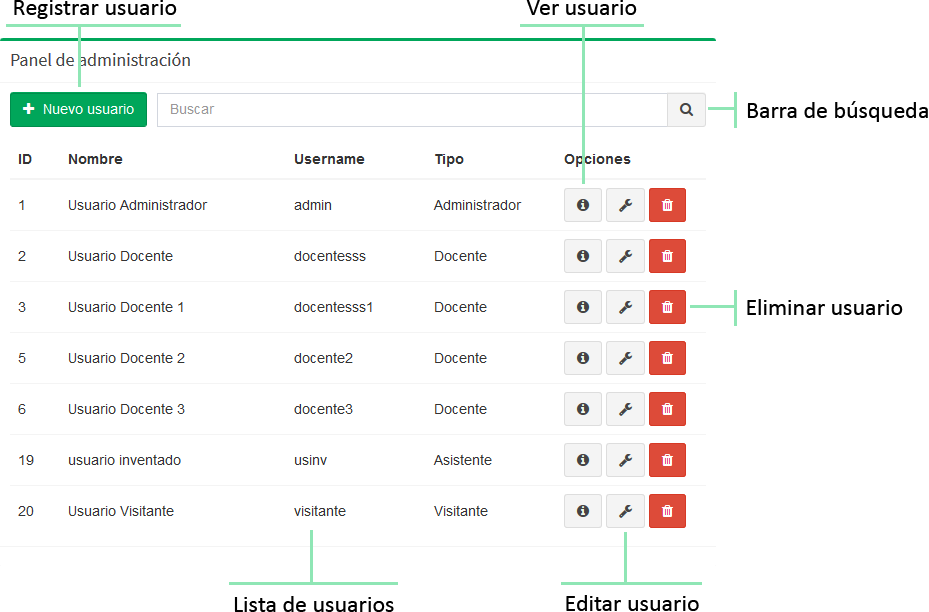 Registrar usuario Ver usuario
Panel de administración
Nuevo usuario Buscar
Barra de búsqueda
ID Nombre Username Tipo Opciones
1 Usuario Administrador admin Administrador
2 Usuario Docente docentesss Docente
3 Usuario Docente 1 docentesss1 Docente
Eliminar usuario
5 Usuario Docente 2 docente2 Docente
6 Usuario Docente 3 docente3 Docente
19 usuario inventado usinv Asistente
20 Usuario Visitante visitante Visitante
Lista de usuarios Editar usuario